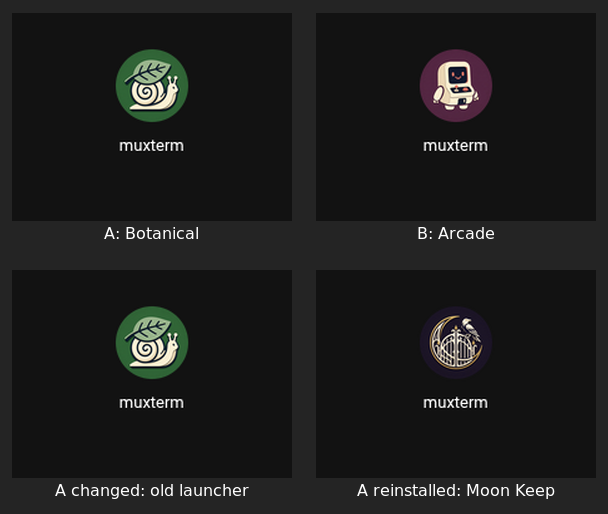 muxterm
A: Botanical
muxterm
B: Arcade
muxterm
A changed: old launcher
muxterm
A reinstalled: Moon Keep